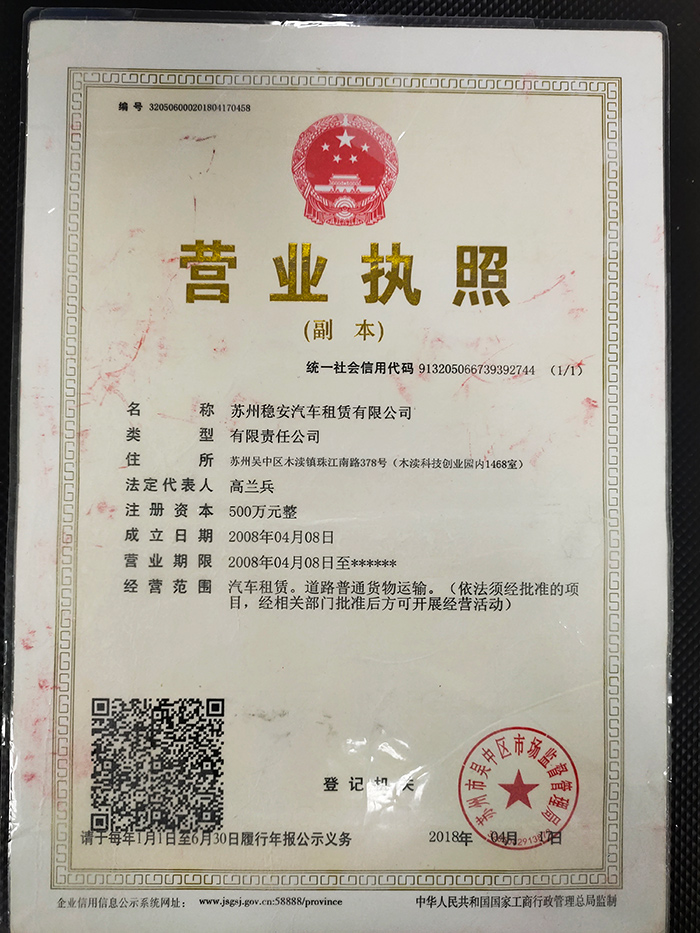 编 号 320506000201804170458
营业执照
(副 本)
统一社会信用代码 913205066739392744 (1/1)
名 称 苏州稳安汽车租赁有限公司
类 型 有限责任公司
住 所 苏州吴中区木渎镇珠江南路378号（木渎科技创业园内1468室）
法定代表人 高兰兵
注册资本 500万元整
成立日期 2008年04月08日
营业期限 2008年04月08日至******
经营范围 汽车租赁。道路普通货物运输。（依法须经批准的项
目，经相关部门批准后方可开展经营活动）
登记机关
苏州市吴中区市场监督管理局
请于每年1月1日至6月30日履行年报公示义务
2018年 04月 17日
企业信用信息公示系统网址： www.jsgsj.gov.cn:58888/province
中华人民共和国国家工商行政管理总局监制